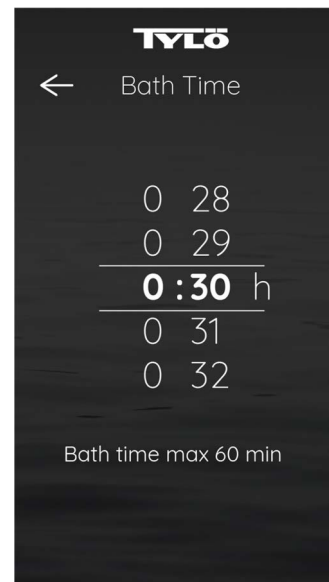 TYLÖ
Bath Time
0 28
0 29
0 : 30 h
0 31
0 32
Bath time max 60 min